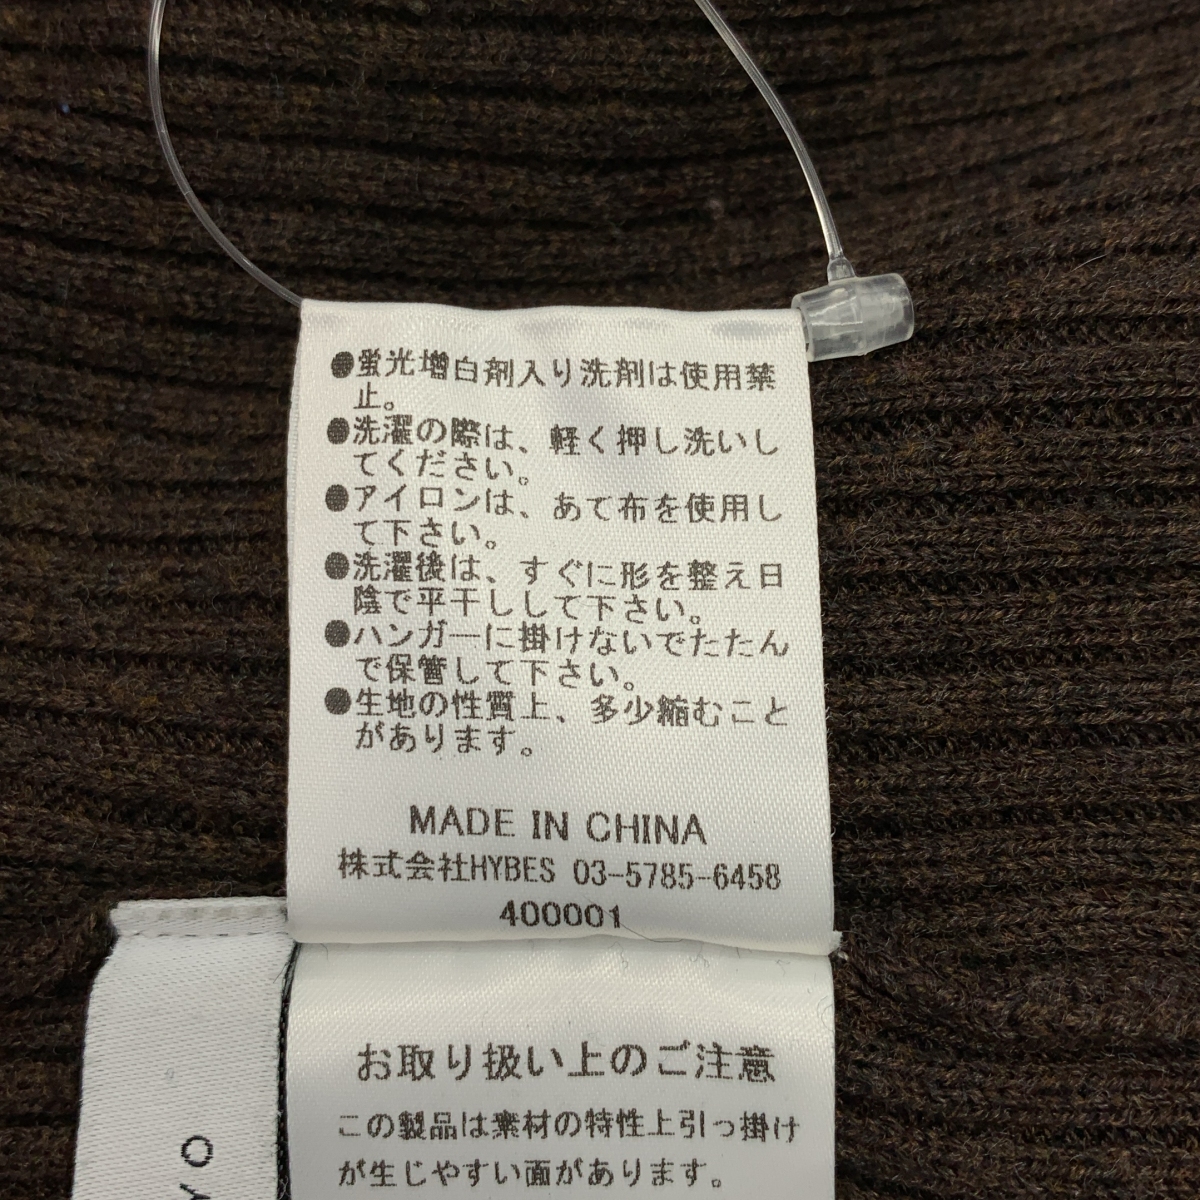 ●蛍光増白剤入り洗剤は使用禁
止。
●洗濯の際は、軽く押し洗いし
てください。
●アイロンは、あて布を使用し
て下さい。
●洗濯後は、すぐに形を整え日
陰で平干しして下さい。
●ハンガーに掛けないでたたん
で保管して下さい。
●生地の性質上、多少縮むこと
があります。
MADE IN CHINA
株式会社HYBES 03-5785-6458
400001
お取り扱い上のご注意
この製品は素材の特性上引っ掛け
が生じやすい面があります。